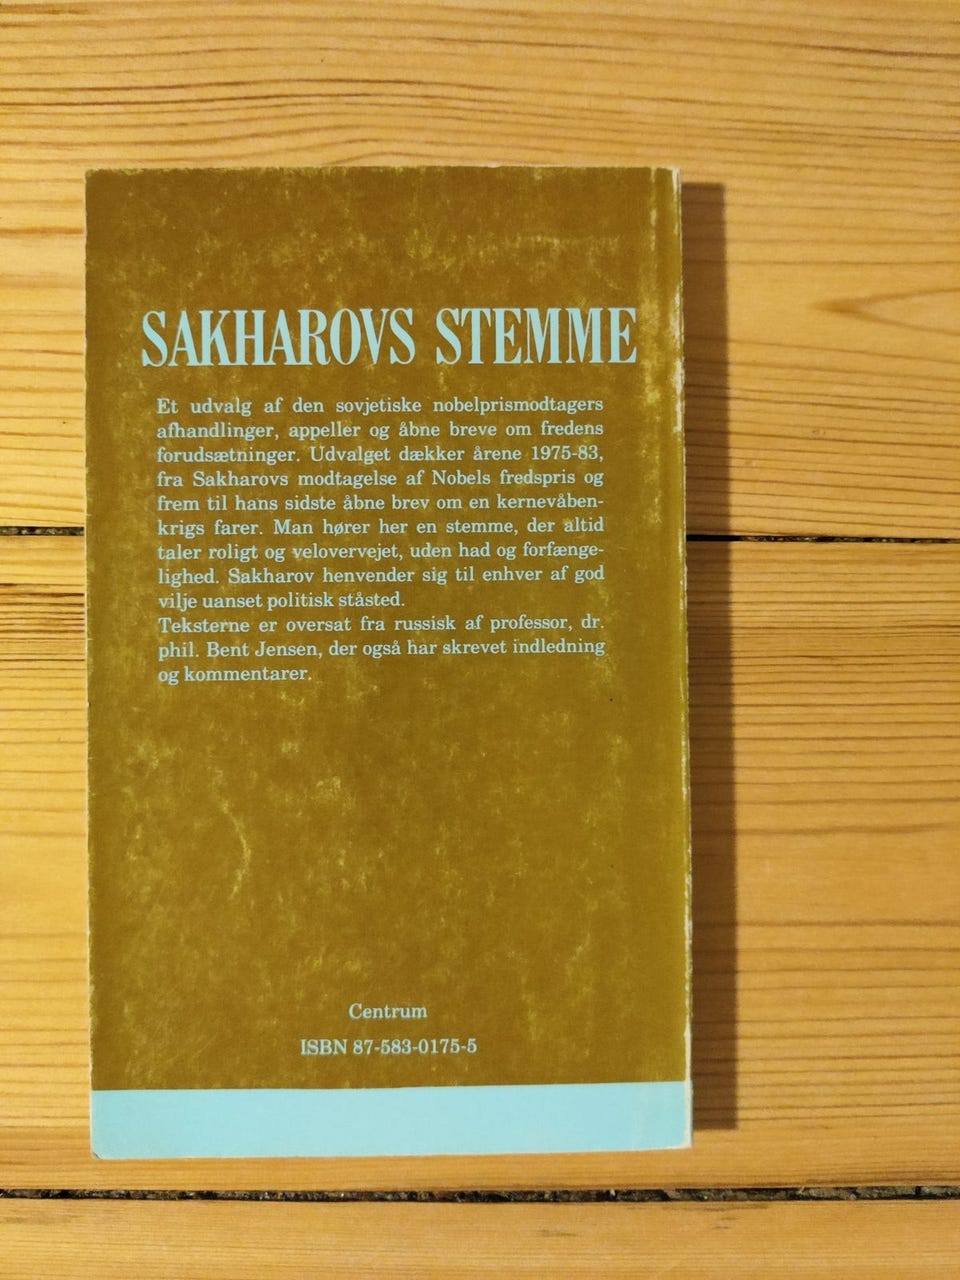 SAKHAROVS STEMME
Et udvalg af den sovjetiske nobelprismodtagers
afhandlinger, appeller og åbne breve om fredens
forudsætninger. Udvalget dækker årene 1975-83,
fra Sakharovs modtagelse af Nobels fredspris og
frem til hans sidste åbne brev om en kernevåben-
krigs farer. Man hører her en stemme, der altid
taler roligt og velovervejet, uden had og forfænge-
lighed. Sakharov henvender sig til enhver af god
vilje uanset politisk ståsted.
Teksterne er oversat fra russisk af professor, dr.
phil. Bent Jensen, der også har skrevet indledning
og kommentarer.
Centrum
ISBN 87-583-0175-5